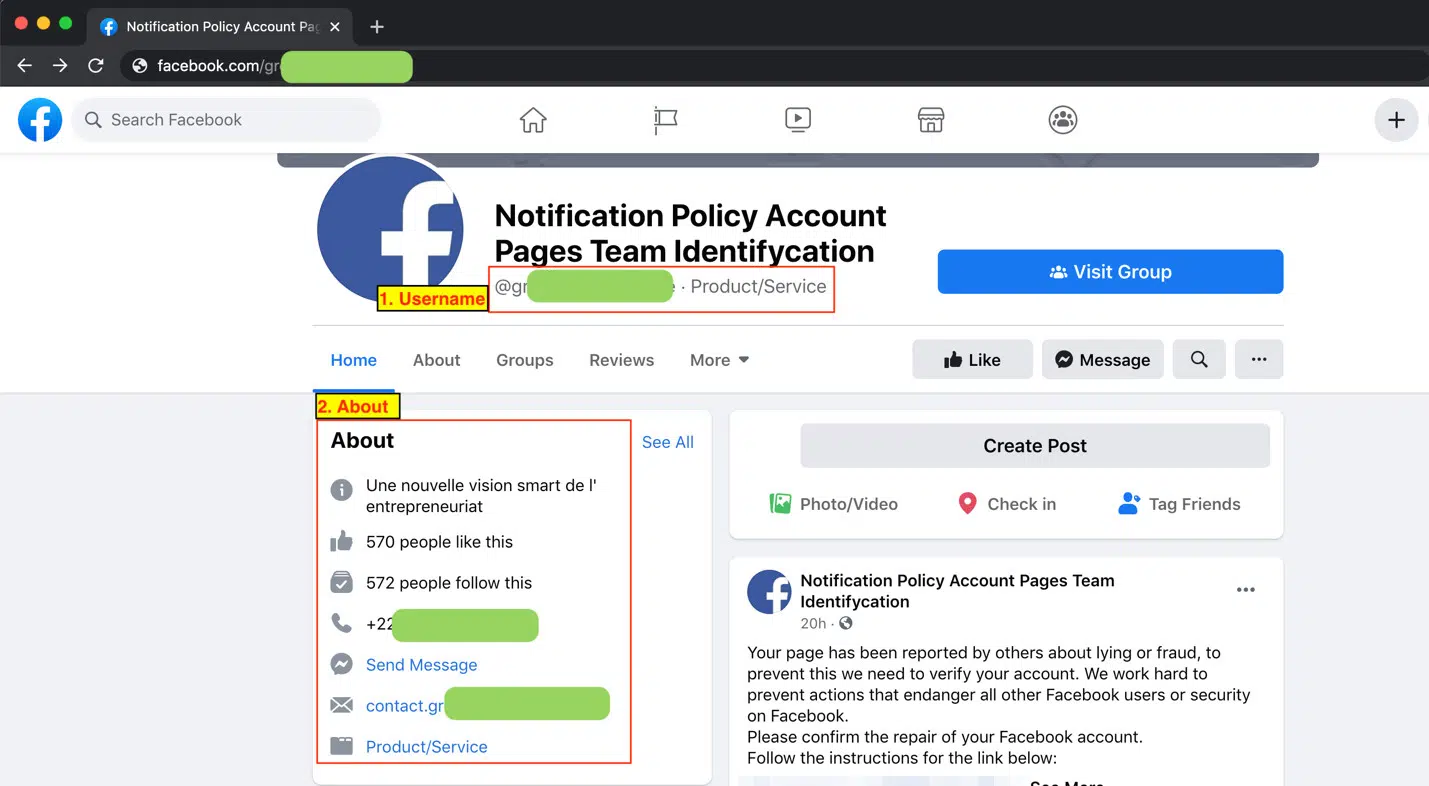 Notification Policy Account Pag
facebook.com/gr
Search Facebook
Notification Policy Account
Pages Team Identifycation
1. Username
@gr · Product/Service
Visit Group
Home About Groups Reviews More
Like Message
2. About
About
See All
Une nouvelle vision smart de l'
entrepreneuriat
570 people like this
572 people follow this
+22
Send Message
contact.gr
Product/Service
Create Post
Photo/Video Check in Tag Friends
Notification Policy Account Pages Team
Identifycation
20h ·
Your page has been reported by others about lying or fraud, to
prevent this we need to verify your account. We work hard to
prevent actions that endanger all other Facebook users or security
on Facebook.
Please confirm the repair of your Facebook account.
Follow the instructions for the link below:
See More